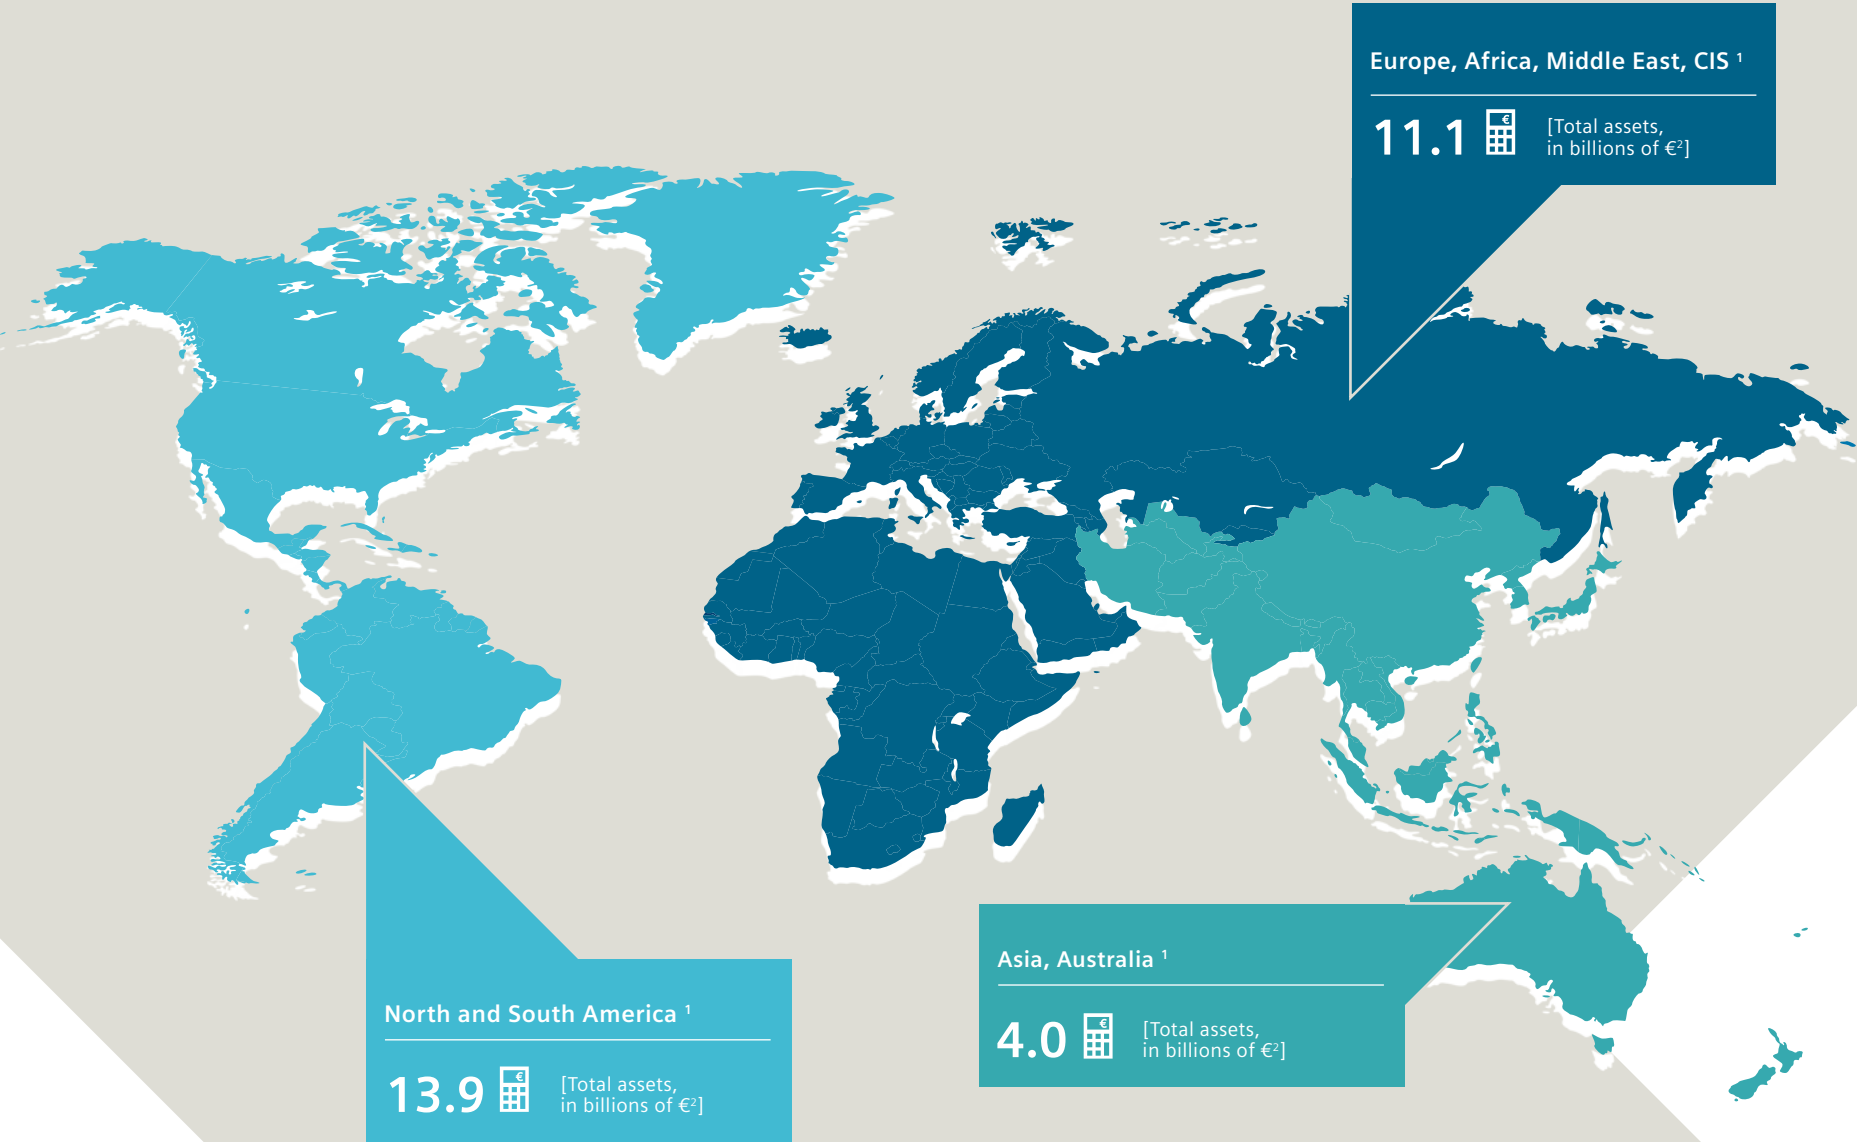 Europe, Africa, Middle East, CIS ¹
11.1 € [Total assets,
in billions of €²]
Asia, Australia ¹
4.0 € [Total assets,
in billions of €²]
North and South America ¹
13.9 € [Total assets,
in billions of €²]